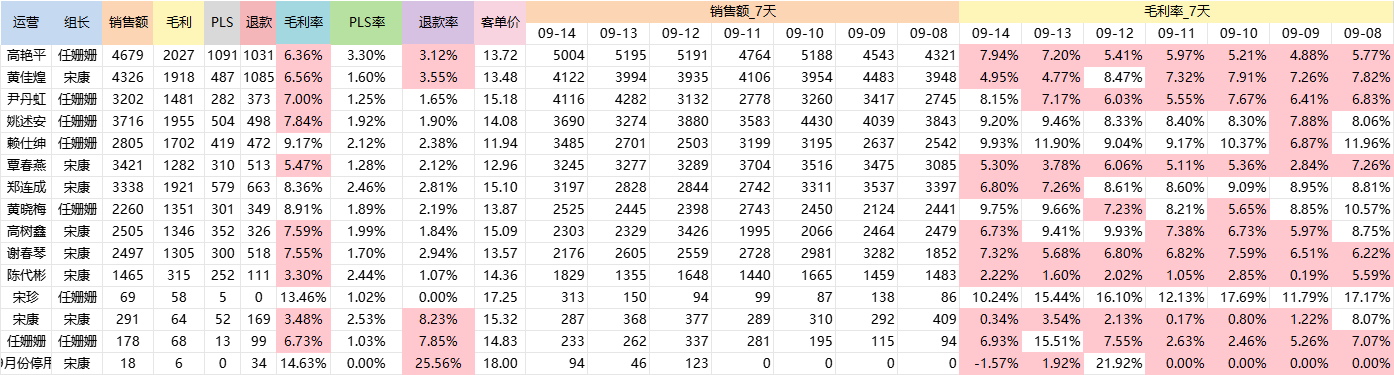 运营 组长 销售额 毛利 PLS 退款 毛利率 PLS率 退款率 客单价 销售额_7天 毛利率_7天
09-14 09-13 09-12 09-11 09-10 09-09 09-08 09-14 09-13 09-12 09-11 09-10 09-09 09-08
高艳平 任姗姗 4679 2027 1091 1031 6.36% 3.30% 3.12% 13.72 5004 5195 5191 4764 5188 4543 4321 7.94% 7.20% 5.41% 5.97% 5.21% 4.88% 5.77%
黄佳煌 宋康 4326 1918 487 1085 6.56% 1.60% 3.55% 13.48 4122 3994 3935 4106 3954 4483 3948 4.95% 4.77% 8.47% 7.32% 7.91% 7.26% 7.82%
尹丹虹 任姗姗 3202 1481 282 373 7.00% 1.25% 1.65% 15.18 4116 4282 3132 2778 3260 3417 2745 8.15% 7.17% 6.03% 5.55% 7.67% 6.41% 6.83%
姚述安 任姗姗 3716 1955 504 498 7.84% 1.92% 1.90% 14.08 3690 3274 3880 3583 4430 4039 3843 9.20% 9.46% 8.33% 8.40% 8.30% 7.88% 8.06%
赖仕绅 任姗姗 2805 1702 419 472 9.17% 2.12% 2.38% 11.94 3485 2701 2503 3199 3195 2637 2542 9.93% 11.90% 9.04% 9.17% 10.37% 6.87% 11.96%
覃春燕 宋康 3421 1282 310 513 5.47% 1.28% 2.12% 12.96 3245 3277 3289 3704 3516 3475 3085 5.30% 3.78% 6.06% 5.11% 5.36% 2.84% 7.26%
郑连成 宋康 3338 1921 579 663 8.36% 2.46% 2.81% 15.10 3197 2828 2844 2742 3311 3537 3397 6.80% 7.26% 8.61% 8.60% 9.09% 8.95% 8.81%
黄晓梅 任姗姗 2260 1351 301 349 8.91% 1.89% 2.19% 13.87 2525 2445 2398 2743 2450 2124 2441 9.75% 9.66% 7.23% 8.21% 5.65% 8.85% 10.57%
高树鑫 宋康 2505 1346 352 326 7.59% 1.99% 1.84% 15.09 2303 2329 3426 1995 2066 2464 2479 6.73% 9.41% 9.93% 7.38% 6.73% 5.97% 8.75%
谢春琴 宋康 2497 1305 300 518 7.55% 1.70% 2.94% 13.57 2176 2605 2559 2378 2981 3282 1852 7.32% 5.68% 6.80% 6.82% 7.59% 6.51% 6.22%
陈代彬 宋康 1465 315 252 111 3.30% 2.44% 1.07% 14.36 1829 1355 1648 1440 1665 1459 1483 2.22% 1.60% 2.02% 1.05% 2.85% 0.19% 5.59%
宋珍 任姗姗 69 58 5 0 13.46% 1.02% 0.00% 17.25 313 150 94 99 87 138 86 10.24% 15.44% 16.10% 12.13% 17.69% 11.79% 17.17%
宋康 宋康 291 64 52 169 3.48% 2.53% 8.23% 15.32 287 368 377 289 310 292 409 0.34% 3.54% 2.13% 0.17% 0.80% 1.22% 8.07%
任姗姗 任姗姗 178 68 13 99 6.73% 1.03% 7.85% 14.83 233 262 337 281 195 115 94 6.93% 15.51% 7.55% 2.63% 2.46% 5.26% 7.07%
9月份停用 宋康 18 6 0 34 14.63% 0.00% 25.56% 18.00 94 46 123 0 0 0 0 -1.57% 1.92% 21.92% 0.00% 0.00% 0.00% 0.00%